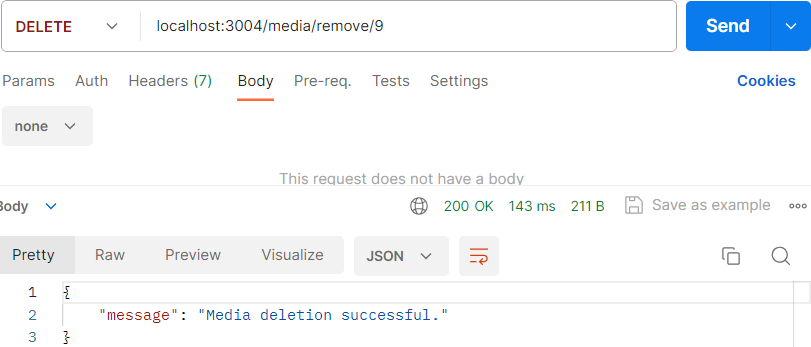 DELETE localhost:3004/media/remove/9 Send
Params Auth Headers (7) Body Pre-req. Tests Settings Cookies
none
This request does not have a body
Body 200 OK 143 ms 211 B Save as example
Pretty Raw Preview Visualize JSON
1 {
2 "message": "Media deletion successful."
3 }